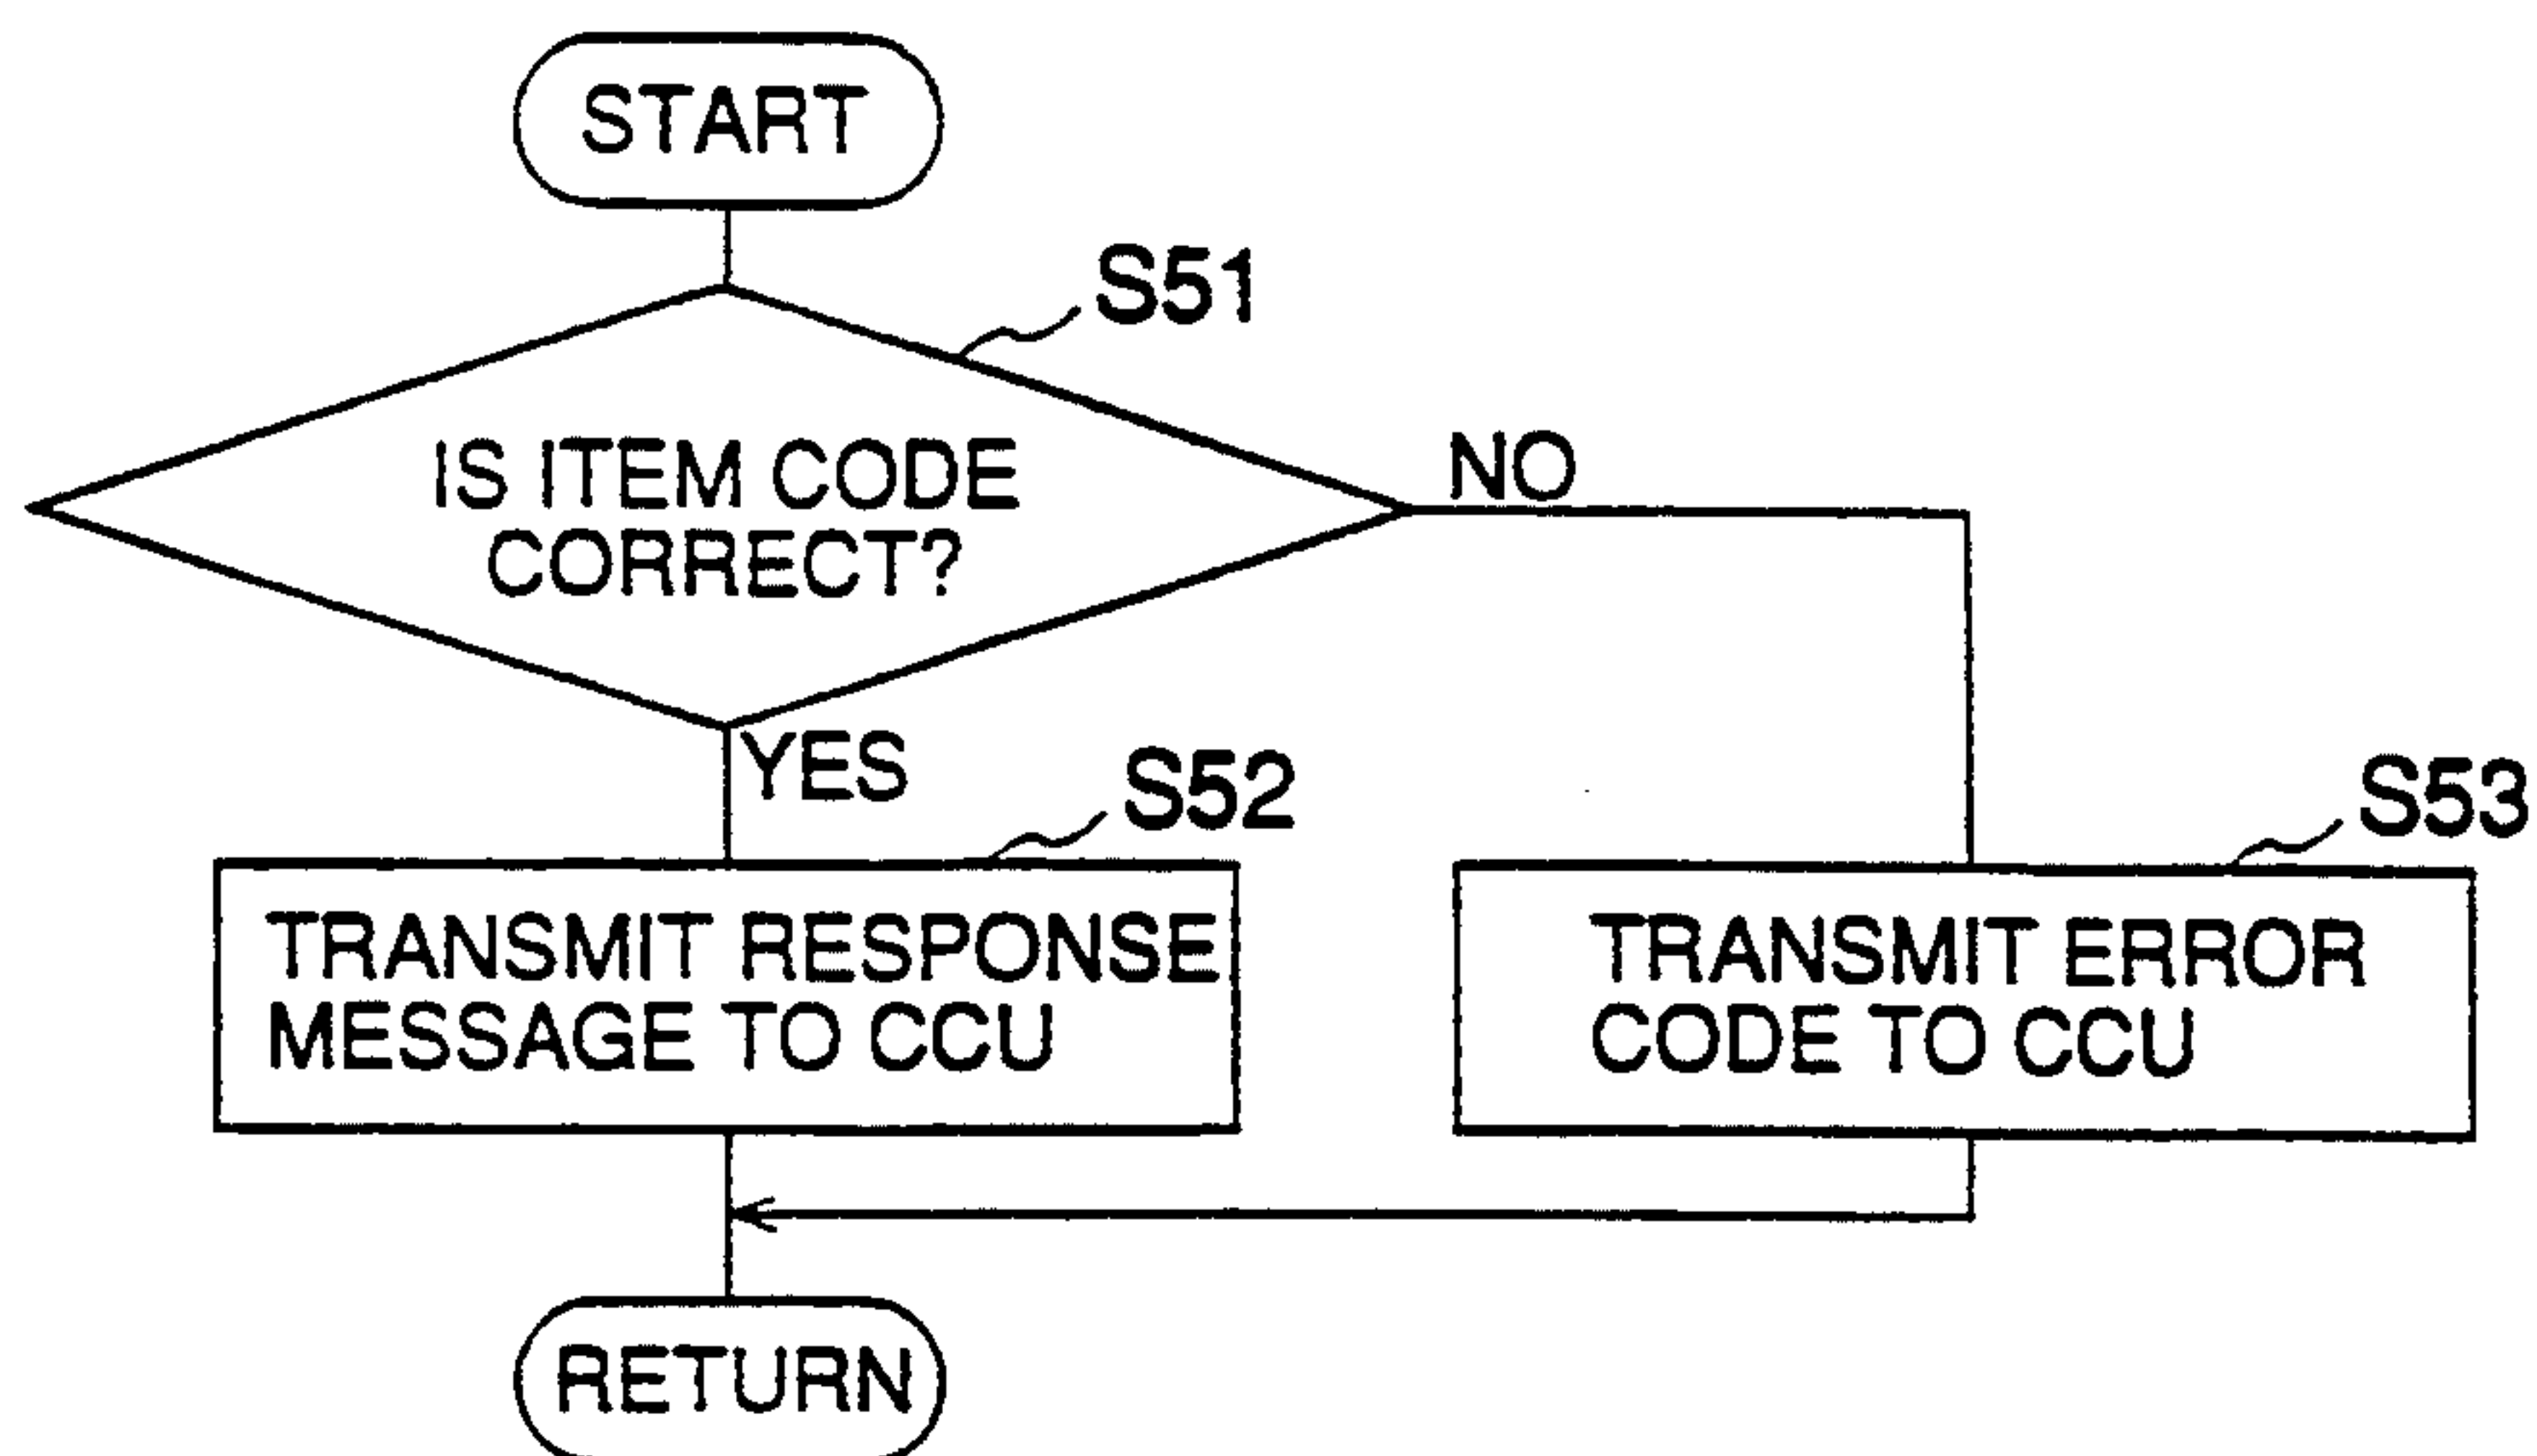 START
S51
IS ITEM CODE
CORRECT?
NO
YES
S52
S53
TRANSMIT RESPONSE
MESSAGE TO CCU
TRANSMIT ERROR
CODE TO CCU
RETURN